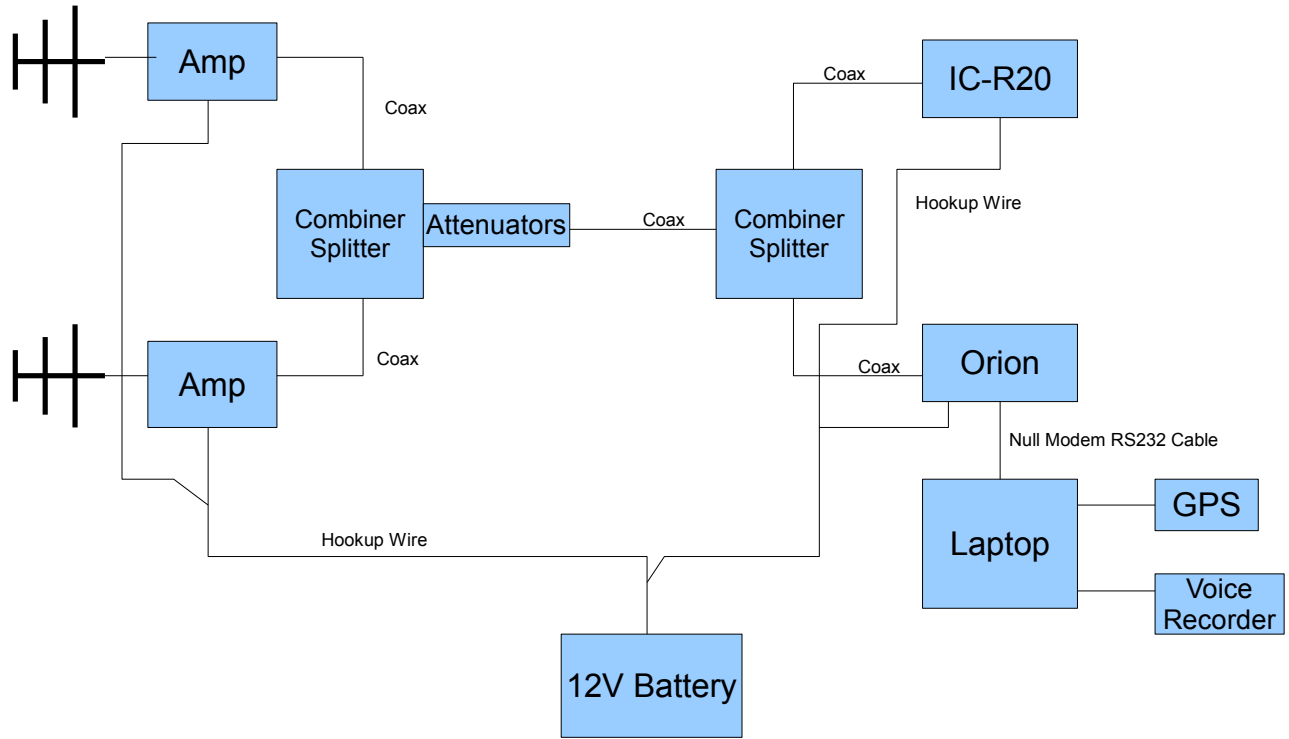 Amp
Coax
IC-R20
Coax
Combiner
Splitter
Attenuators
Coax
Combiner
Splitter
Hookup Wire
Amp
Coax
Coax
Orion
Null Modem RS232 Cable
Laptop
GPS
Hookup Wire
Voice
Recorder
12V Battery